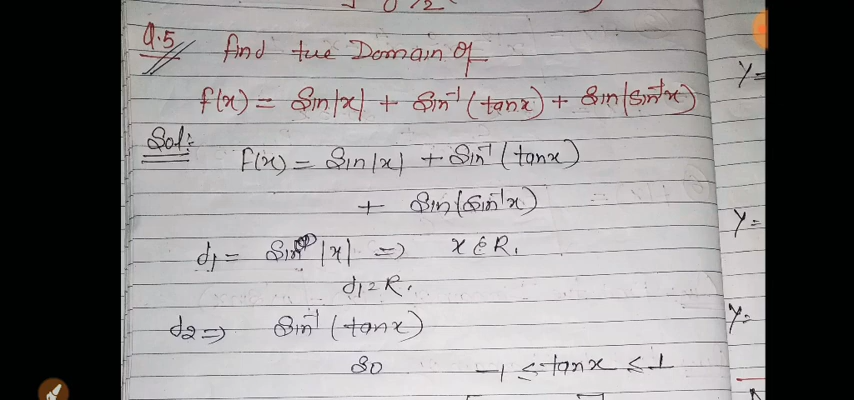 Q.5 find the Domain of
f(x) = Sin|x| + Sin⁻¹(tanx) + Sin(Sin⁻¹x)
Sol:-
f(x) = Sin|x| + Sin⁻¹(tanx)
+ Sin(Sin⁻¹x)
d₁ = Sin |x| ⇒ x ∈ R.
d₁ = R.
d₂ ⇒ Sin⁻¹(tanx)
So -1 ≤ tanx ≤ 1
y=
y=
y=